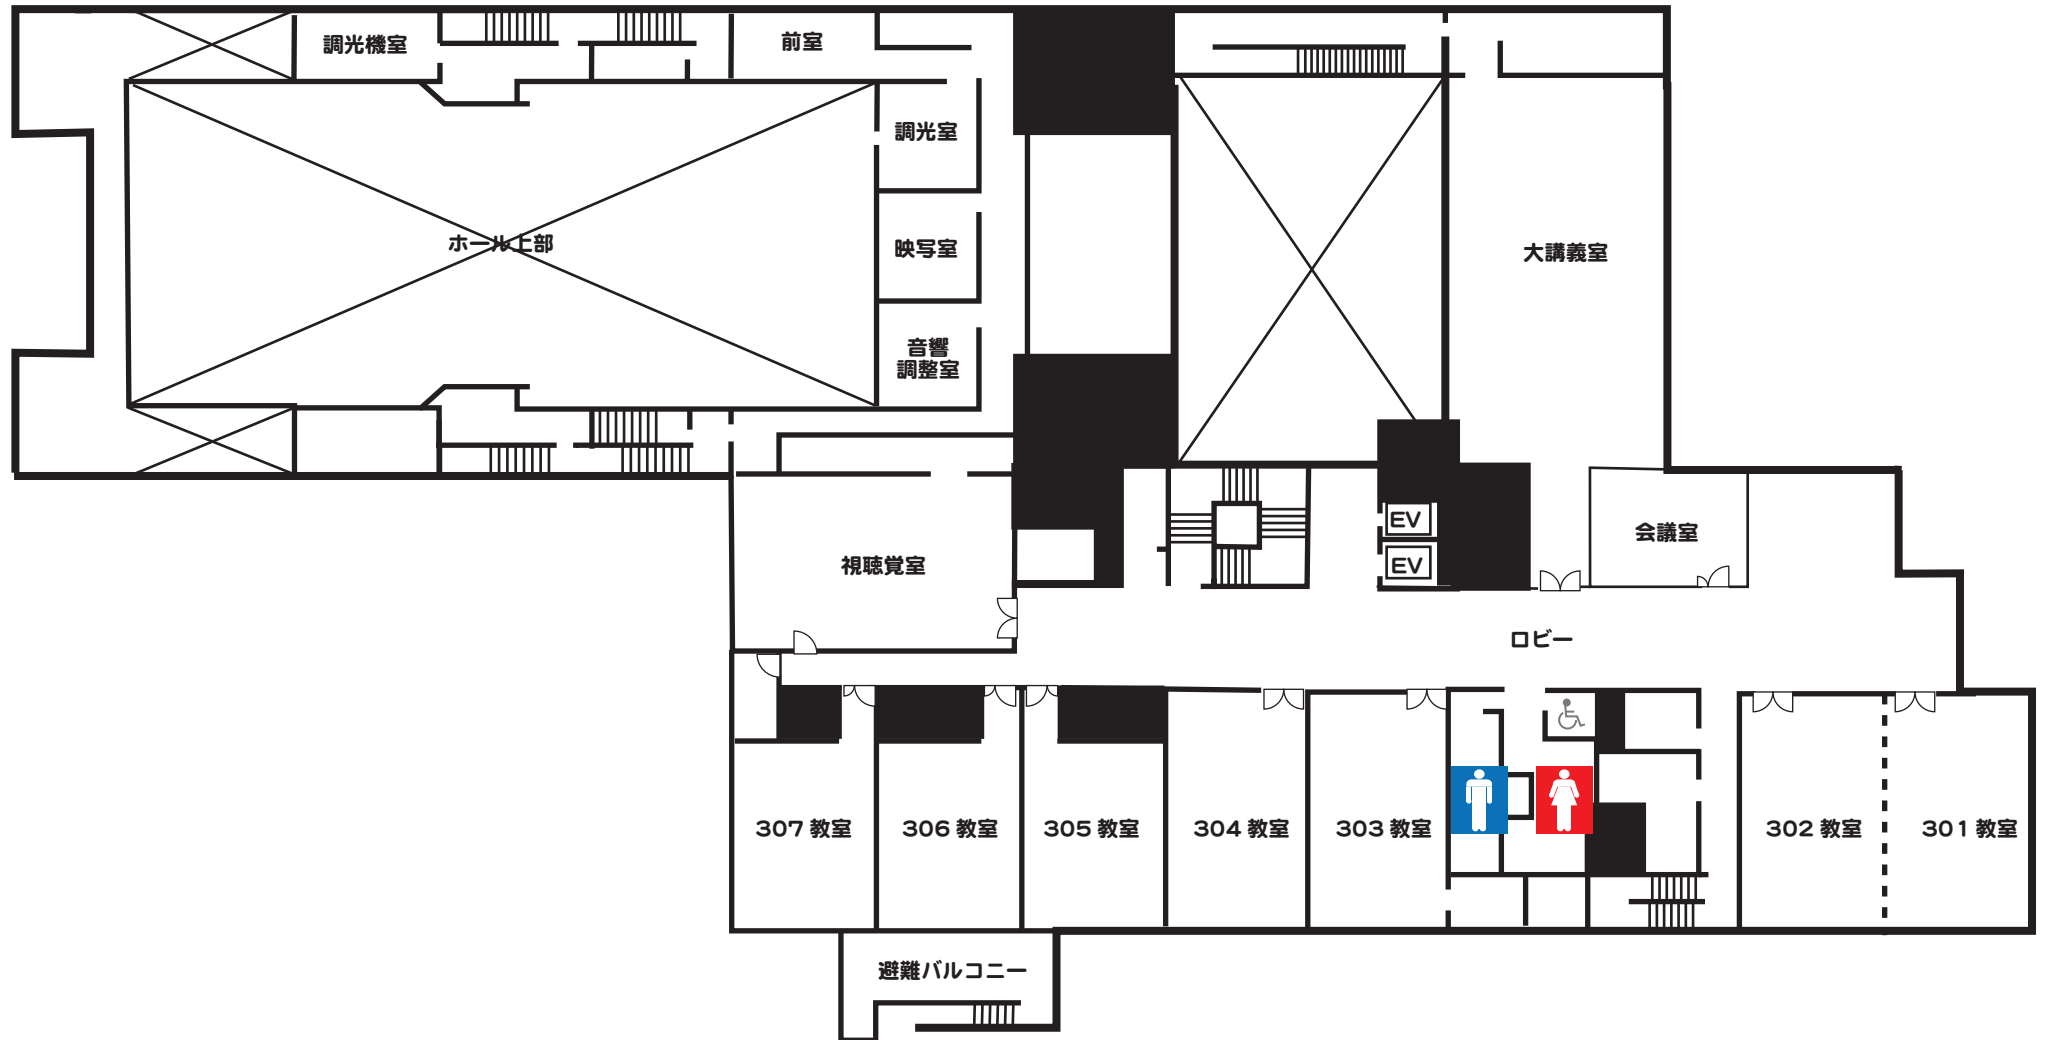 調光機室
前室
調光室
ホール上部
映写室
大講義室
音響
調整室
EV
会議室
EV
視聴覚室
ロビー
307 教室
306 教室
305 教室
304 教室
303 教室
302 教室
301 教室
避難バルコニー